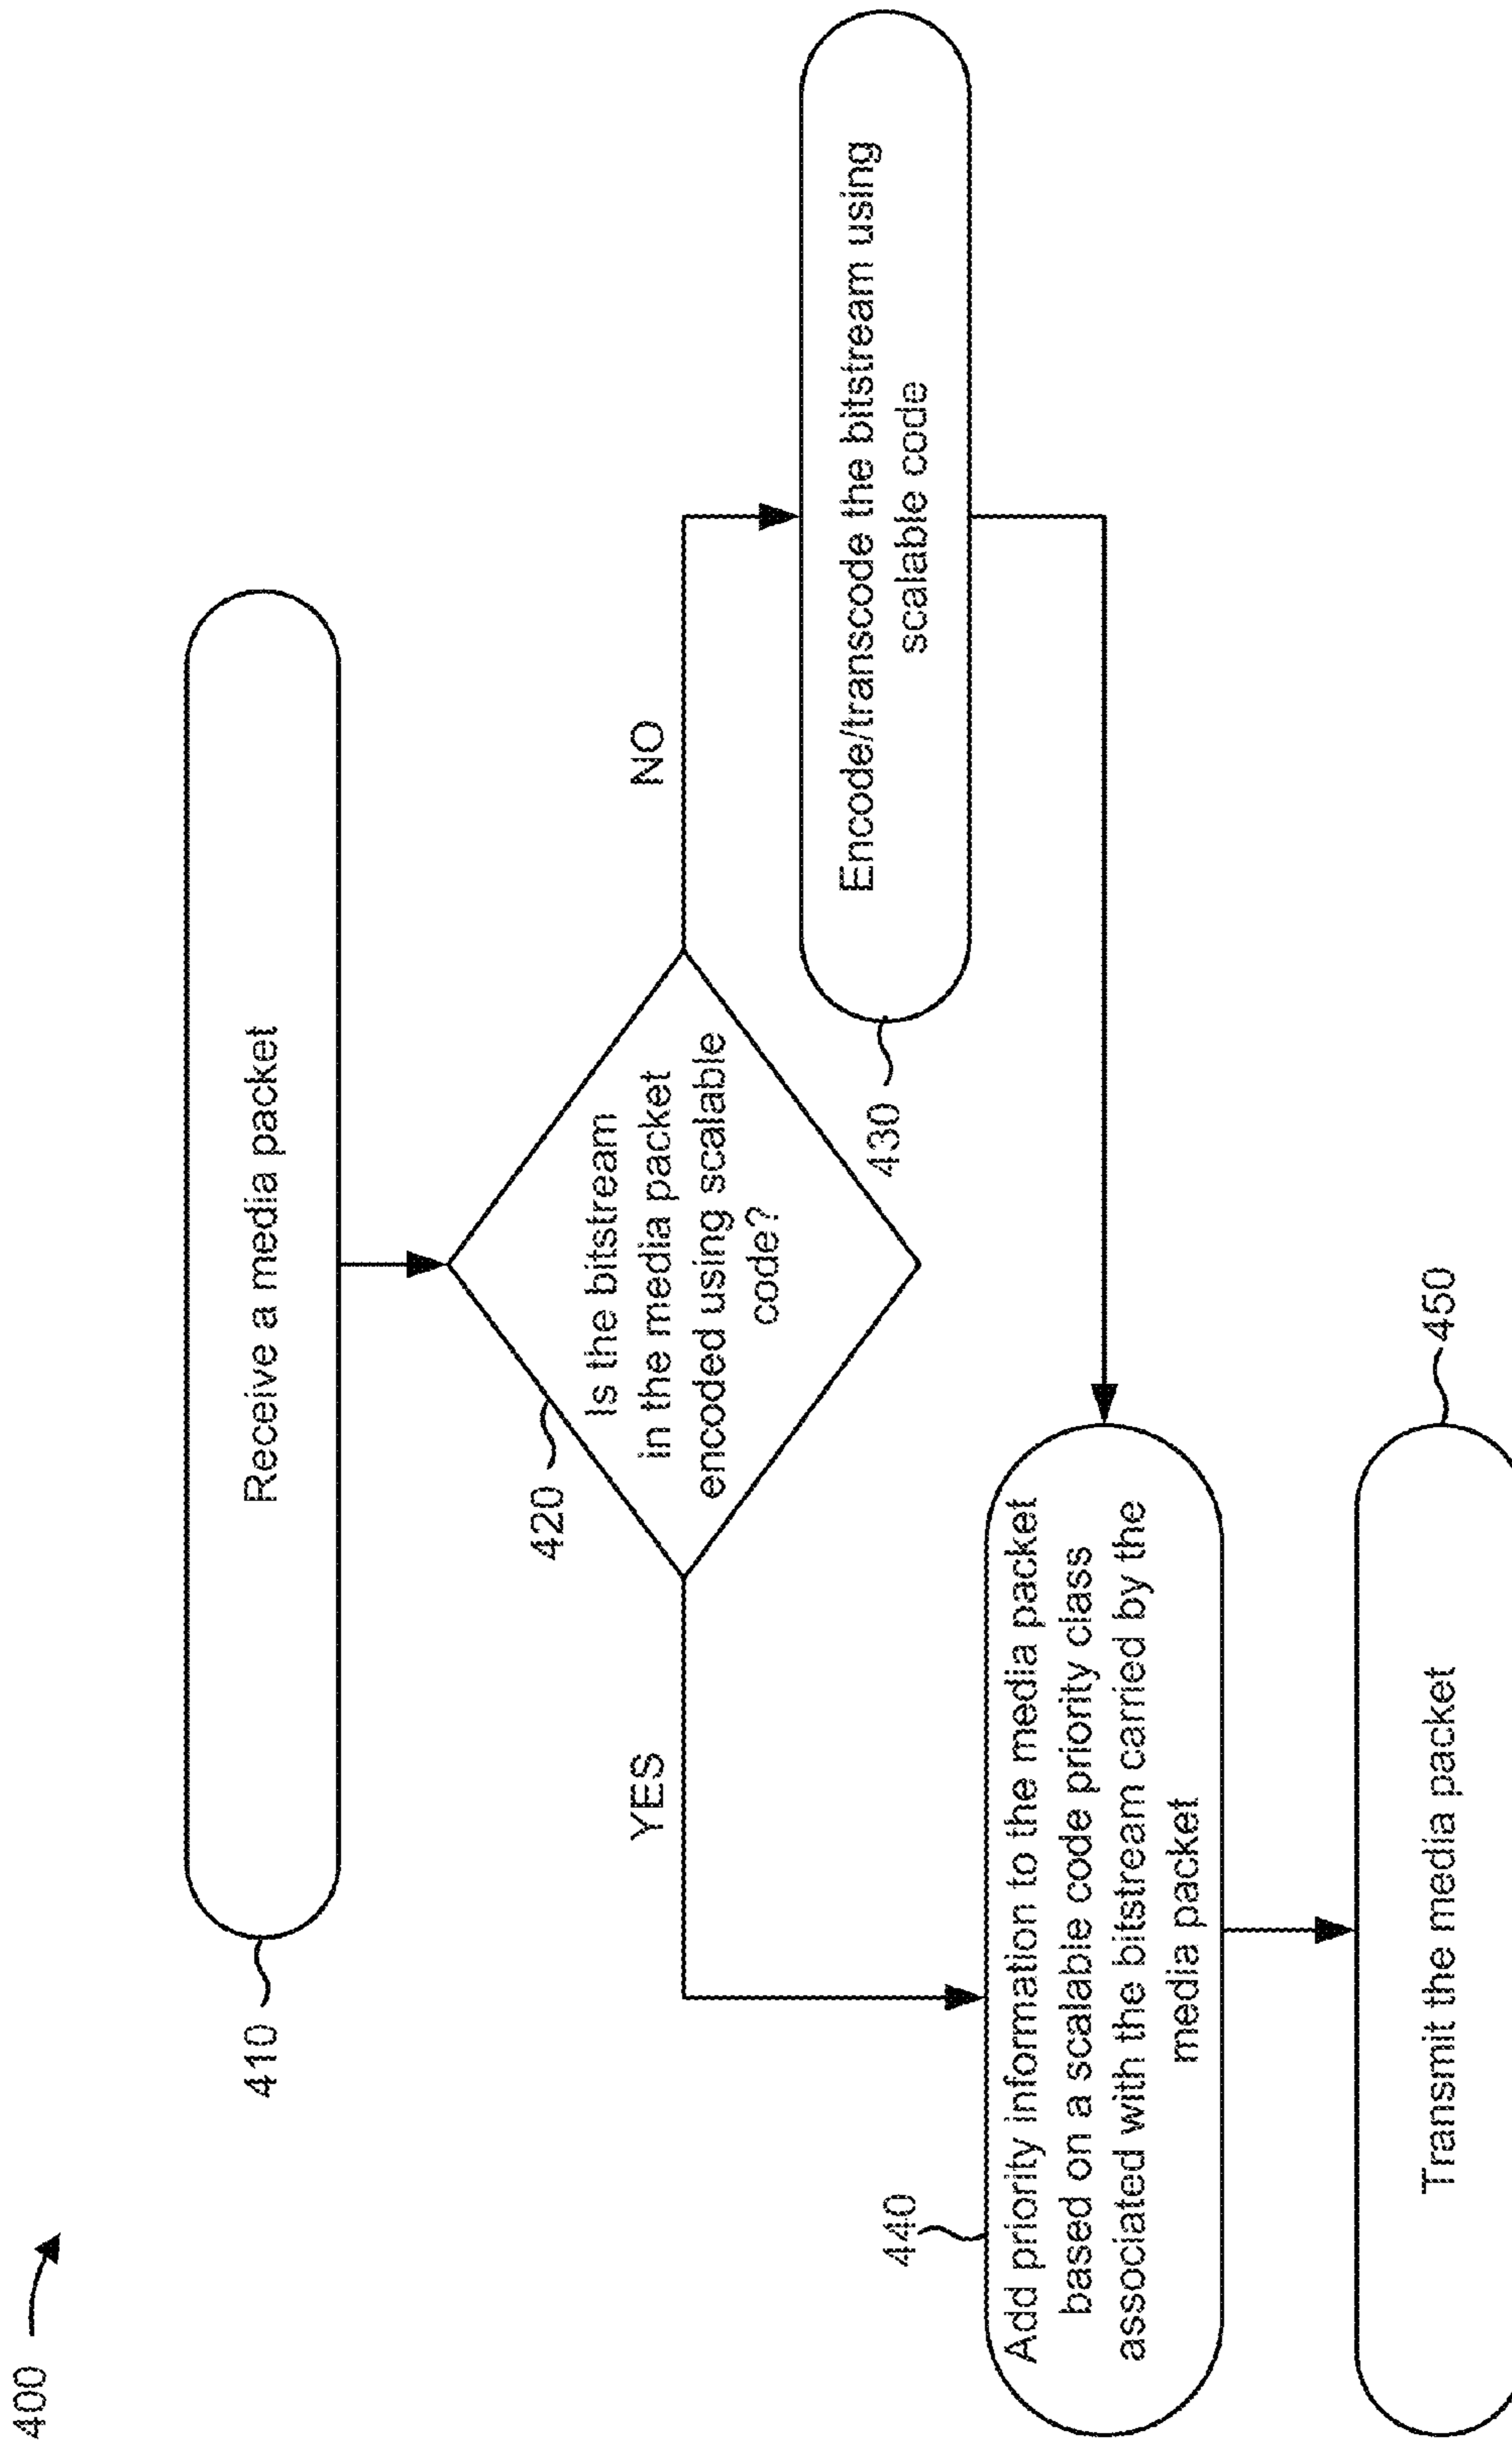 400
410
Receive a media packet
420
Is the bitstream
in the media packet
encoded using scalable
code?
YES
NO
430
Encode/transcode the bitstream using
scalable code
440
Add priority information to the media packet
based on a scalable code priority class
associated with the bitstream carried by the
media packet
450
Transmit the media packet